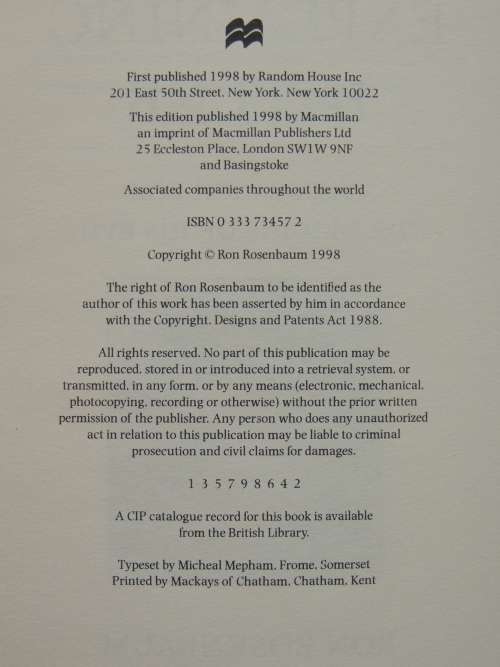 First published 1998 by Random House Inc
201 East 50th Street, New York, New York 10022
This edition published 1998 by Macmillan
an imprint of Macmillan Publishers Ltd
25 Eccleston Place, London SW1W 9NF
and Basingstoke
Associated companies throughout the world
ISBN 0 333 73457 2
Copyright © Ron Rosenbaum 1998
The right of Ron Rosenbaum to be identified as the
author of this work has been asserted by him in accordance
with the Copyright, Designs and Patents Act 1988.
All rights reserved. No part of this publication may be
reproduced, stored in or introduced into a retrieval system, or
transmitted, in any form, or by any means (electronic, mechanical,
photocopying, recording or otherwise) without the prior written
permission of the publisher. Any person who does any unauthorized
act in relation to this publication may be liable to criminal
prosecution and civil claims for damages.
1 3 5 7 9 8 6 4 2
A CIP catalogue record for this book is available
from the British Library.
Typeset by Micheal Mepham, Frome, Somerset
Printed by Mackays of Chatham, Chatham, Kent